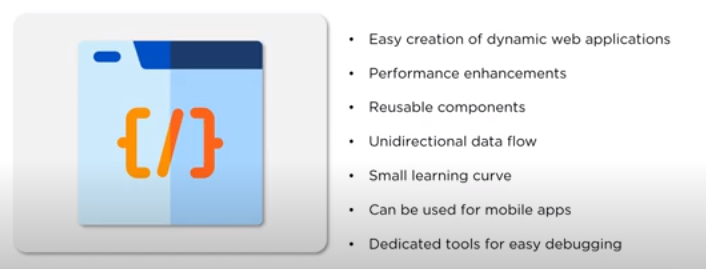 {/}
• Easy creation of dynamic web applications
• Performance enhancements
• Reusable components
• Unidirectional data flow
• Small learning curve
• Can be used for mobile apps
• Dedicated tools for easy debugging